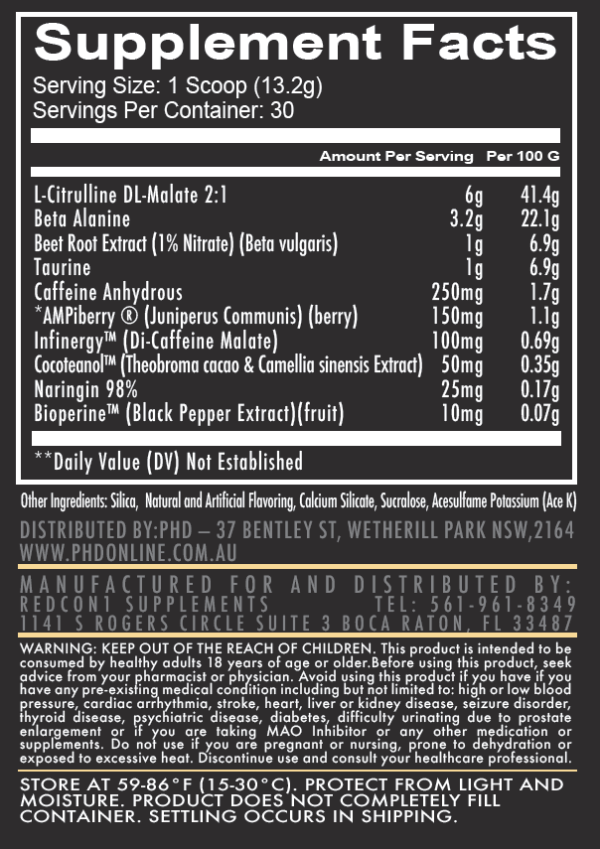 Supplement Facts
Serving Size: 1 Scoop (13.2g)
Servings Per Container: 30
Amount Per Serving Per 100 G
L-Citrulline DL-Malate 2:1 6g 41.4g
Beta Alanine 3.2g 22.1g
Beet Root Extract (1% Nitrate) (Beta vulgaris) 1g 6.9g
Taurine 1g 6.9g
Caffeine Anhydrous 250mg 1.7g
*AMPiberry ® (Juniperus Communis) (berry) 150mg 1.1g
Infinergy™ (Di-Caffeine Malate) 100mg 0.69g
Cocoteanol™ (Theobroma cacao & Camellia sinensis Extract) 50mg 0.35g
Naringin 98% 25mg 0.17g
Bioperine™ (Black Pepper Extract)(fruit) 10mg 0.07g
**Daily Value (DV) Not Established
Other Ingredients: Silica, Natural and Artificial Flavoring, Calcium Silicate, Sucralose, Acesulfame Potassium (Ace K)
DISTRIBUTED BY:PHD – 37 BENTLEY ST, WETHERILL PARK NSW,2164
WWW.PHDONLINE.COM.AU
MANUFACTURED FOR AND DISTRIBUTED BY:
REDCON1 SUPPLEMENTS TEL: 561-961-8349
1141 S ROGERS CIRCLE SUITE 3 BOCA RATON, FL 33487
WARNING: KEEP OUT OF THE REACH OF CHILDREN. This product is intended to be
consumed by healthy adults 18 years of age or older.Before using this product, seek
advice from your pharmacist or physician. Avoid using this product if you have if you
have any pre-existing medical condition including but not limited to: high or low blood
pressure, cardiac arrhythmia, stroke, heart, liver or kidney disease, seizure disorder,
thyroid disease, psychiatric disease, diabetes, difficulty urinating due to prostate
enlargement or if you are taking MAO Inhibitor or any other medication or
supplements. Do not use if you are pregnant or nursing, prone to dehydration or
exposed to excessive heat. Discontinue use and consult your healthcare professional.
STORE AT 59-86°F (15-30°C). PROTECT FROM LIGHT AND
MOISTURE. PRODUCT DOES NOT COMPLETELY FILL
CONTAINER. SETTLING OCCURS IN SHIPPING.